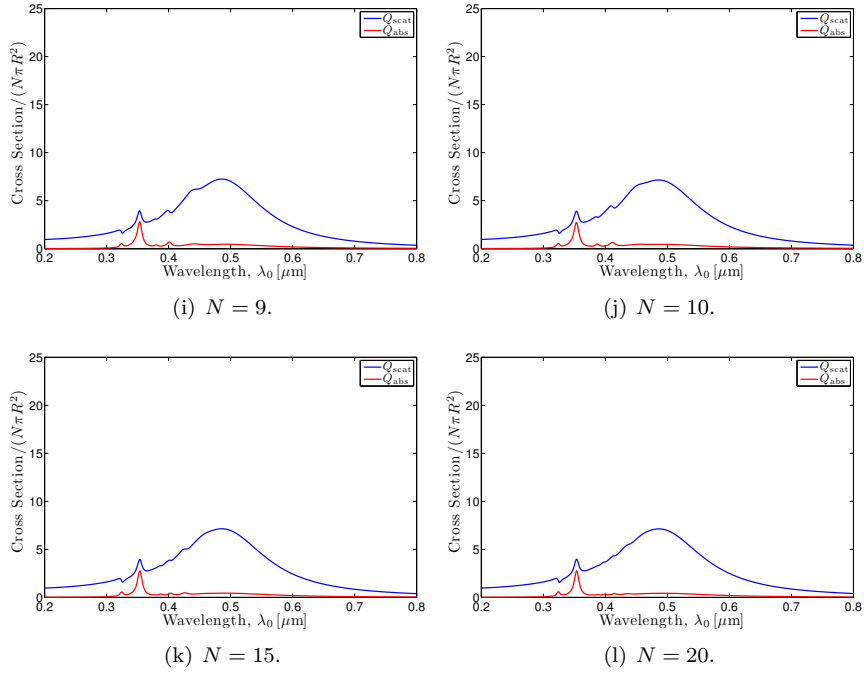 25
20
15
10
5
0
0.2 0.3 0.4 0.5 0.6 0.7 0.8
Cross Section/(NπR²)
Wavelength, λ₀ [μm]
Q_scat
Q_abs
(i) N = 9.
25
20
15
10
5
0
0.2 0.3 0.4 0.5 0.6 0.7 0.8
Cross Section/(NπR²)
Wavelength, λ₀ [μm]
Q_scat
Q_abs
(j) N = 10.
25
20
15
10
5
0
0.2 0.3 0.4 0.5 0.6 0.7 0.8
Cross Section/(NπR²)
Wavelength, λ₀ [μm]
Q_scat
Q_abs
(k) N = 15.
25
20
15
10
5
0
0.2 0.3 0.4 0.5 0.6 0.7 0.8
Cross Section/(NπR²)
Wavelength, λ₀ [μm]
Q_scat
Q_abs
(l) N = 20.